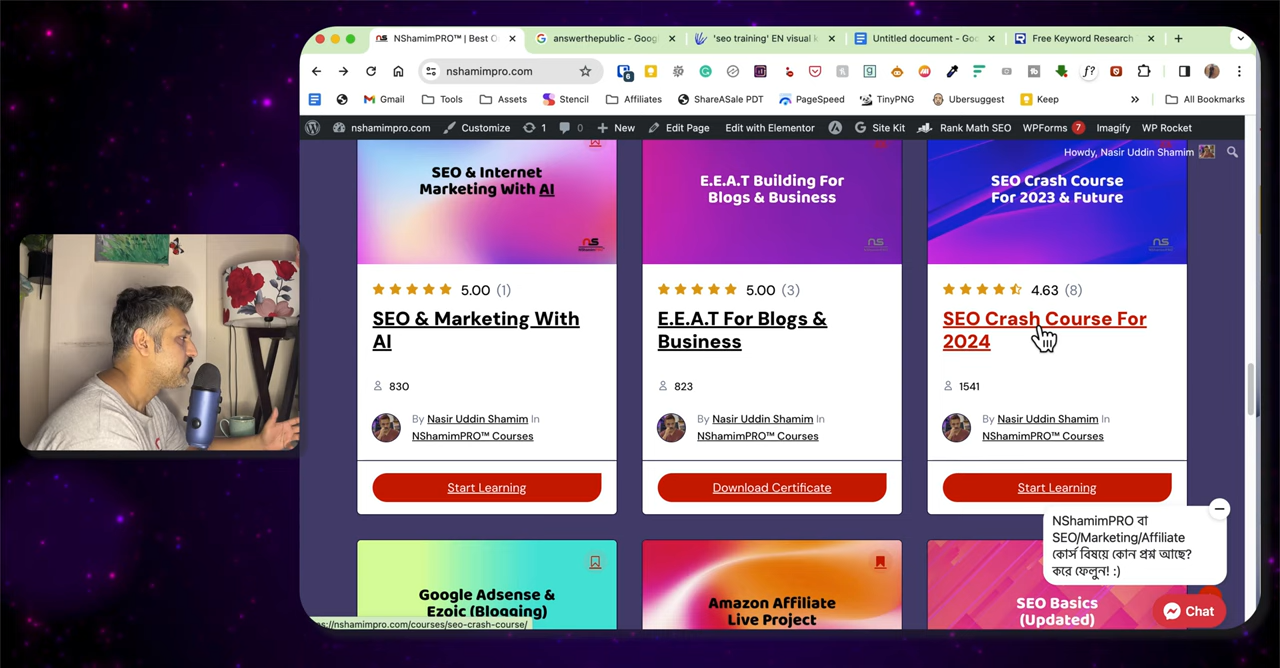 NShamimPRO™ | Best O
answerthepublic - Goog
'seo training' EN visual k
Untitled document - Goo
Free Keyword Research
nshamimpro.com
6
f?
Gmail
Tools
Assets
Stencil
Affiliates
ShareASale PDT
PageSpeed
TinyPNG
Ubersuggest
Keep
»
All Bookmarks
nshamimpro.com
Customize
1
0
New
Edit Page
Edit with Elementor
Site Kit
Rank Math SEO
WPForms 7
Imagify
WP Rocket
Howdy, Nasir Uddin Shamim
SEO & Internet
Marketing With AI
ns
5.00 (1)
SEO & Marketing With
AI
830
By Nasir Uddin Shamim In
NShamimPRO™ Courses
Start Learning
E.E.A.T Building For
Blogs & Business
ns
5.00 (3)
E.E.A.T For Blogs &
Business
823
By Nasir Uddin Shamim In
NShamimPRO™ Courses
Download Certificate
SEO Crash Course
For 2023 & Future
ns
4.63 (8)
SEO Crash Course For
2024
1541
By Nasir Uddin Shamim In
NShamimPRO™ Courses
Start Learning
NShamimPRO বা
SEO/Marketing/Affiliate
কোর্স বিষয়ে কোন প্রশ্ন আছে?
করে ফেলুন! :)
Google Adsense &
Ezoic (Blogging)
Amazon Affiliate
Live Project
SEO Basics
(Updated)
Chat
://nshamimpro.com/courses/seo-crash-course/